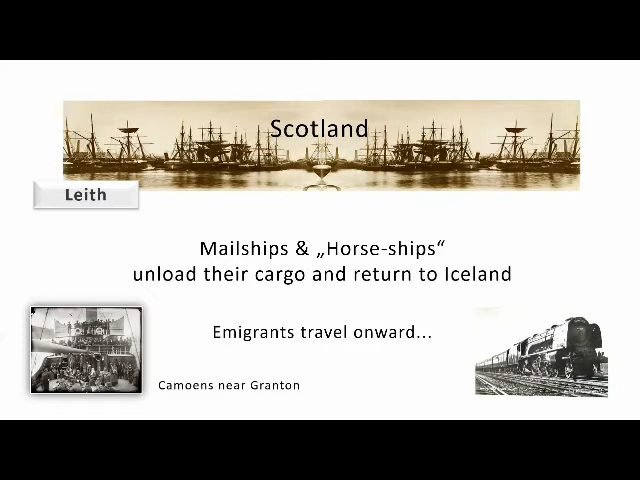 Scotland
Leith
Mailships & „Horse-ships“
unload their cargo and return to Iceland
Emigrants travel onward...
Camoens near Granton